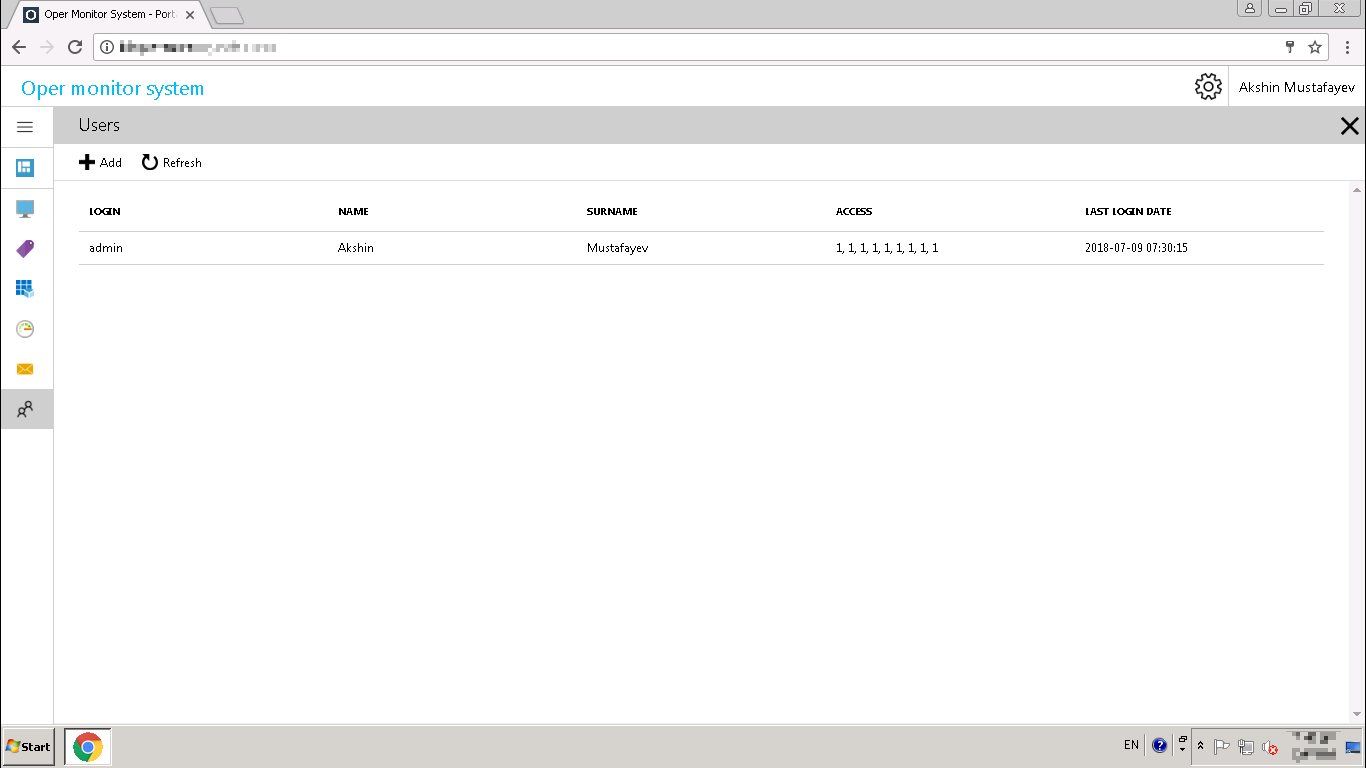 Oper Monitor System - Port
Oper monitor system
Akshin Mustafayev
Users
Add Refresh
LOGIN NAME SURNAME ACCESS LAST LOGIN DATE
admin Akshin Mustafayev 1, 1, 1, 1, 1, 1, 1, 1, 1 2018-07-09 07:30:15
Start
EN